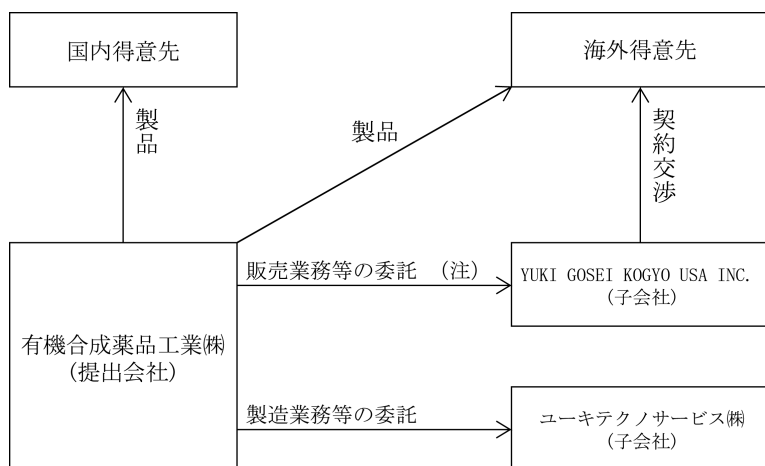 国内得意先
海外得意先
製品
製品
契約交渉
販売業務等の委託 (注)
YUKI GOSEI KOGYO USA INC.
(子会社)
有機合成薬品工業㈱
(提出会社)
製造業務等の委託
ユーキテクノサービス㈱
(子会社)